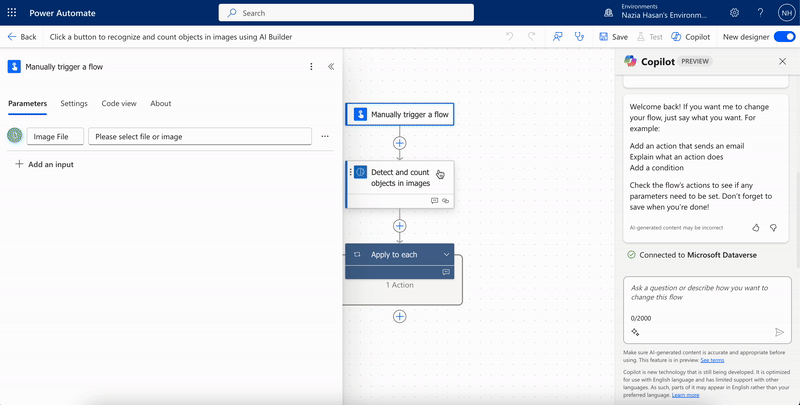 Power Automate
Search
Environments
Nazia Hasan's Environm...
NH
Back
Click a button to recognize and count objects in images using AI Builder
Save
Test
Copilot
New designer
Manually trigger a flow
Parameters
Settings
Code view
About
Image File
Please select file or image
Add an input
Manually trigger a flow
Detect and count
objects in images
Apply to each
1 Action
Copilot
PREVIEW
Welcome back! If you want me to change
your flow, just say what you want. For
example:
Add an action that sends an email
Explain what an action does
Add a condition
Check the flow's actions to see if any
parameters need to be set. Don't forget to
save when you're done!
AI-generated content may be incorrect
Connected to Microsoft Dataverse
Ask a question or describe how you want to
change this flow
0/2000
Make sure AI-generated content is accurate and appropriate before
using. This feature is in preview. See terms
Copilot is new technology that is still being developed. It is optimized
for use with English language and has limited support with other
languages. As such, parts of it may appear in English rather than your
preferred language. Learn more